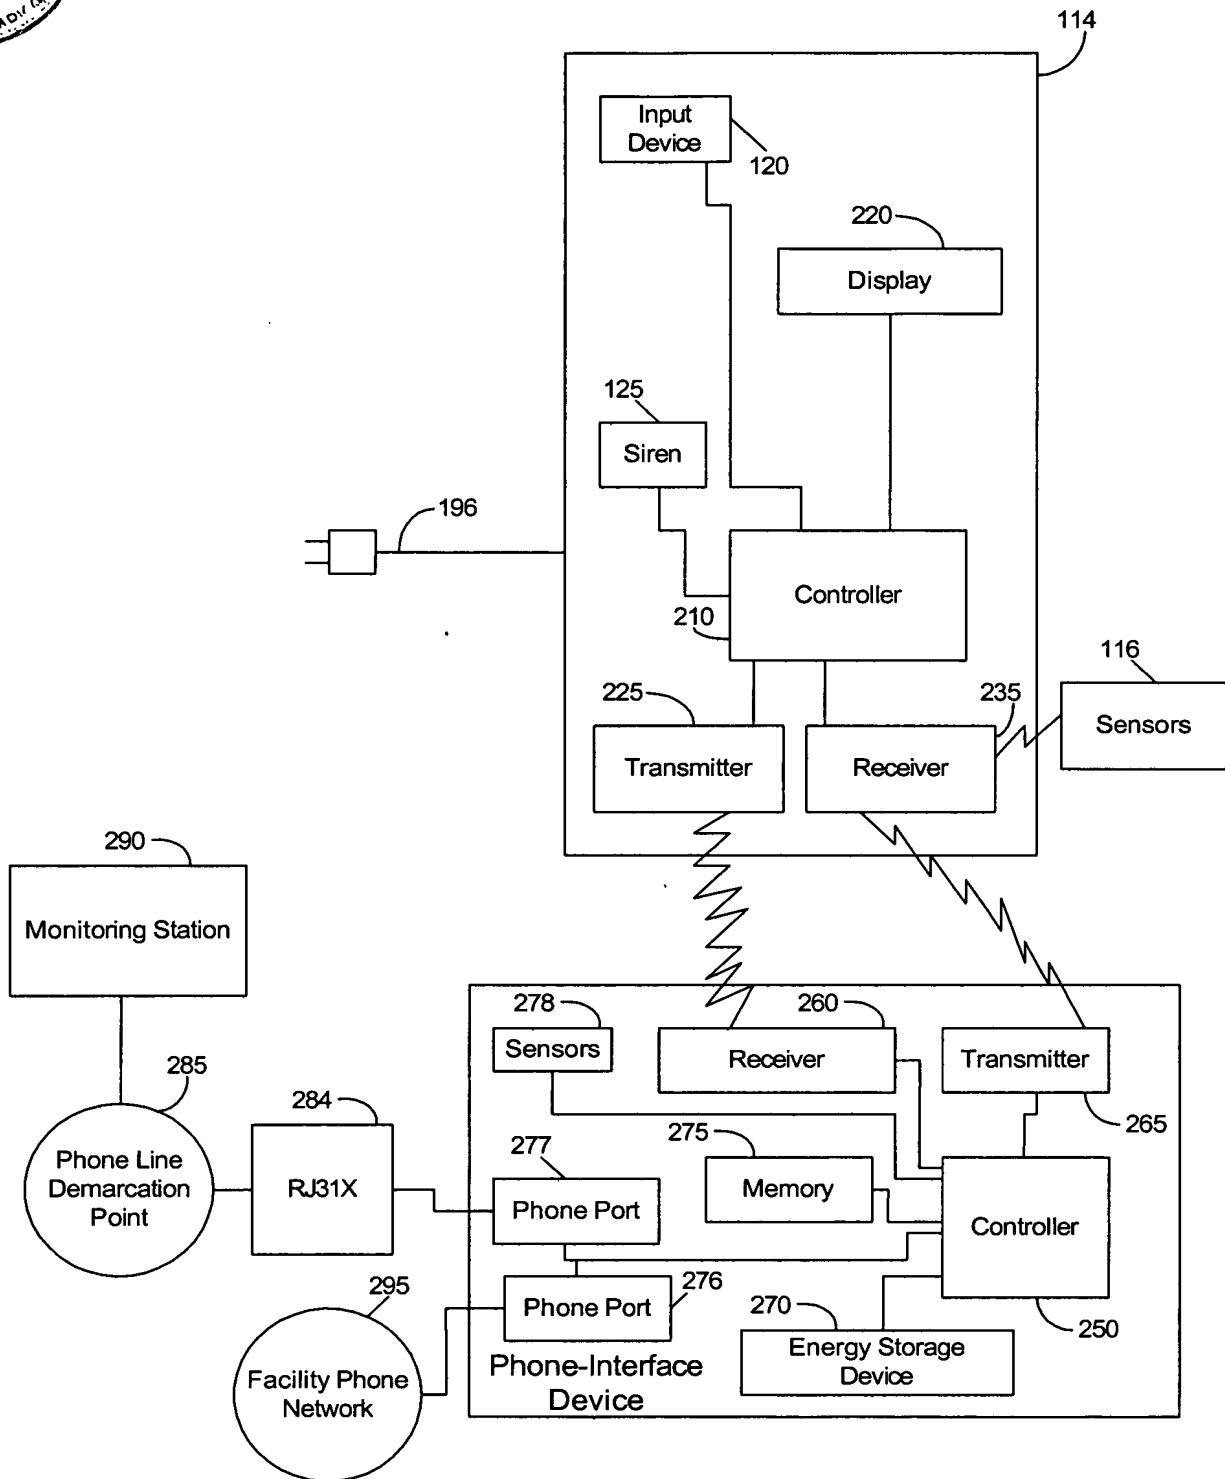 114
Input
Device
120
220
Display
125
Siren
196
Controller
210
116
225
235
Sensors
Transmitter
Receiver
290
Monitoring Station
278
260
Sensors
Receiver
Transmitter
285
284
275
265
277
Phone Line
Demarcation
Point
RJ31X
Memory
Phone Port
Controller
295
276
270
250
Phone Port
Energy Storage
Device
Phone-Interface
Device
Facility Phone
Network